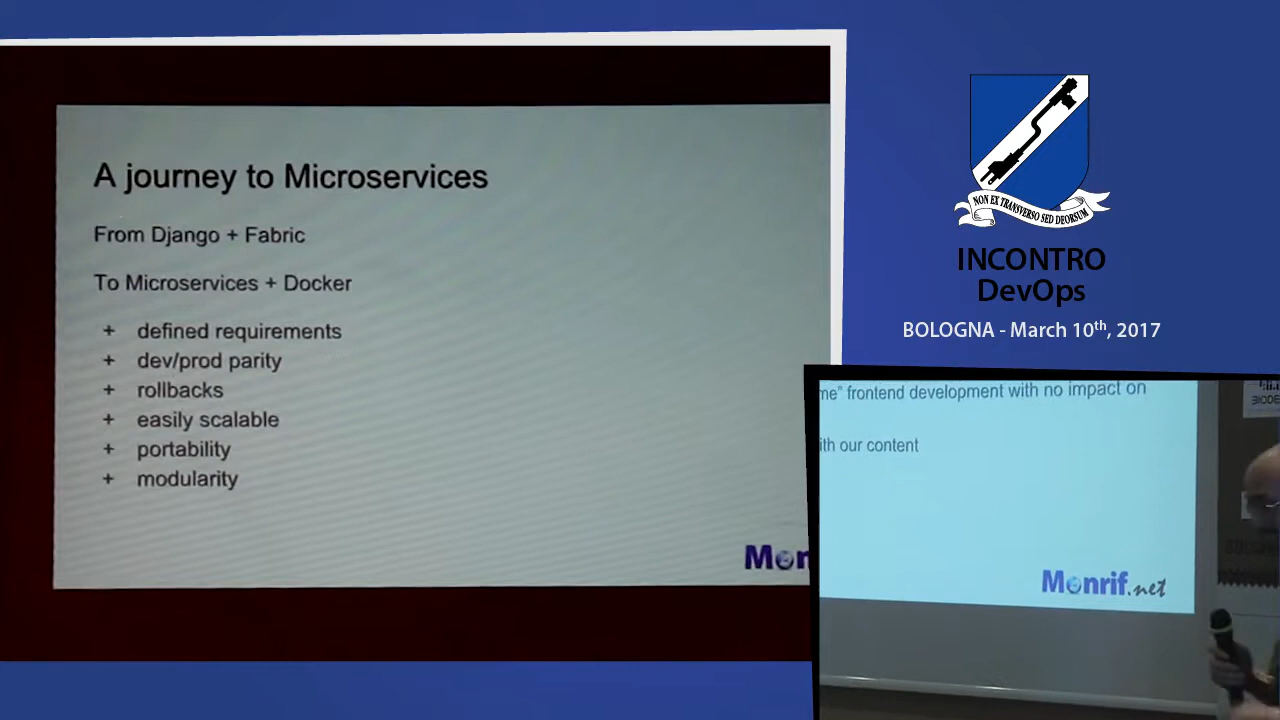 A journey to Microservices
From Django + Fabric
To Microservices + Docker
+ defined requirements
+ dev/prod parity
+ rollbacks
+ easily scalable
+ portability
+ modularity
Mon
NON EX TRANSVERSO SED DEORSUM
INCONTRO
DevOps
BOLOGNA - March 10th, 2017
me" frontend development with no impact on
ith our content
Monrif.net